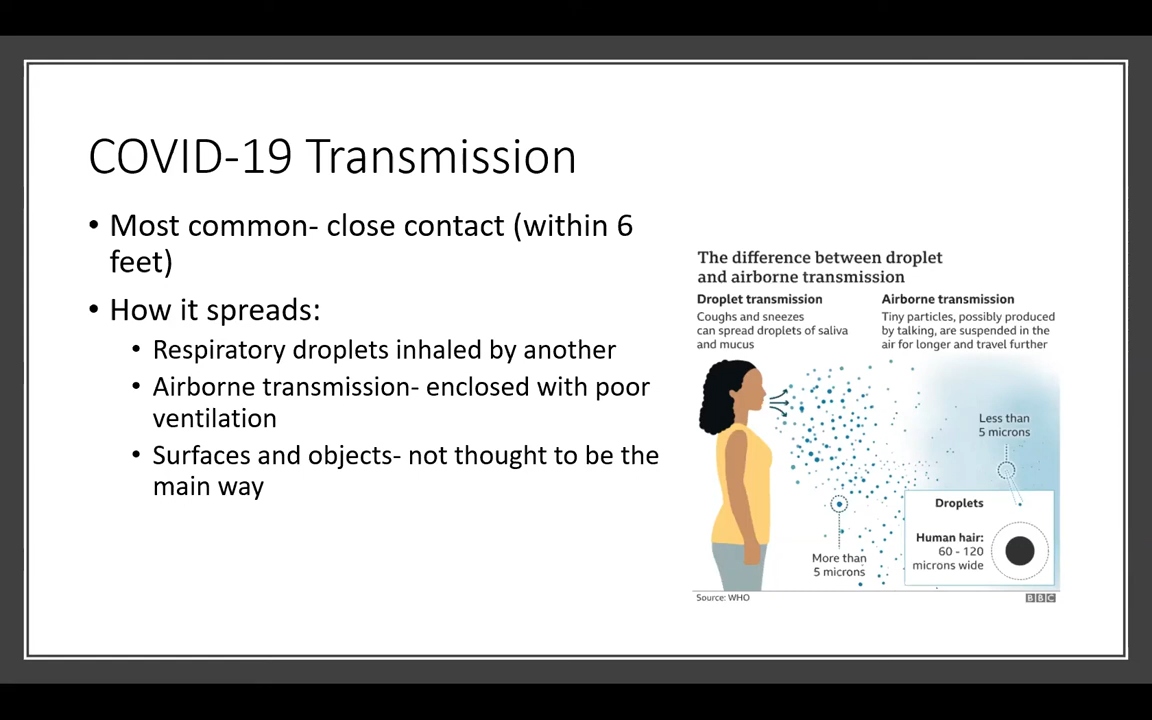 COVID-19 Transmission
• Most common- close contact (within 6
feet)
• How it spreads:
• Respiratory droplets inhaled by another
• Airborne transmission- enclosed with poor
ventilation
• Surfaces and objects- not thought to be the
main way
The difference between droplet
and airborne transmission
Droplet transmission
Coughs and sneezes
can spread droplets of saliva
and mucus
Airborne transmission
Tiny particles, possibly produced
by talking, are suspended in the
air for longer and travel further
Less than
5 microns
More than
5 microns
Droplets
Human hair:
60 - 120
microns wide
Source: WHO
BBC